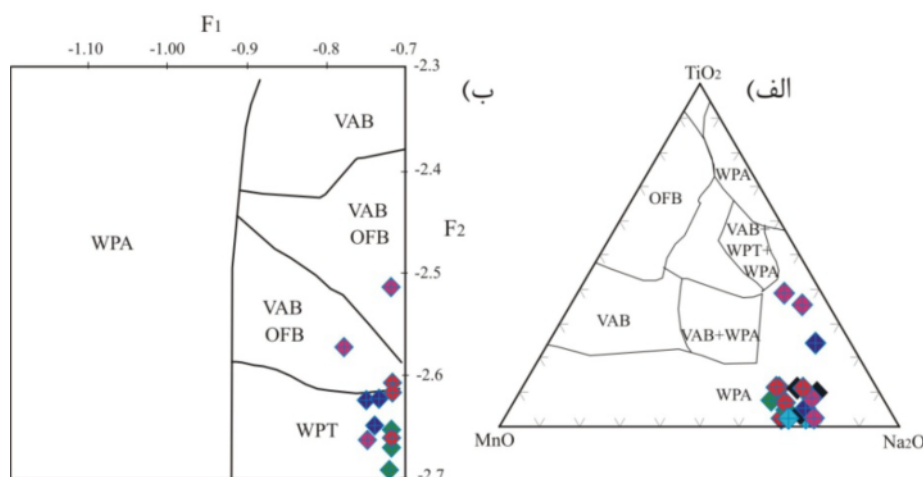 F1
-1.10 -1.00 -0.9 -0.8 -0.7
-2.3
-2.4
-2.5
-2.6
-2.7
F2
VAB
VAB
OFB
VAB
OFB
WPA
WPT
ب)
الف)
TiO2
WPA
OFB
VAB+
WPT+
WPA
VAB
VAB+WPA
WPA
MnO
Na2O